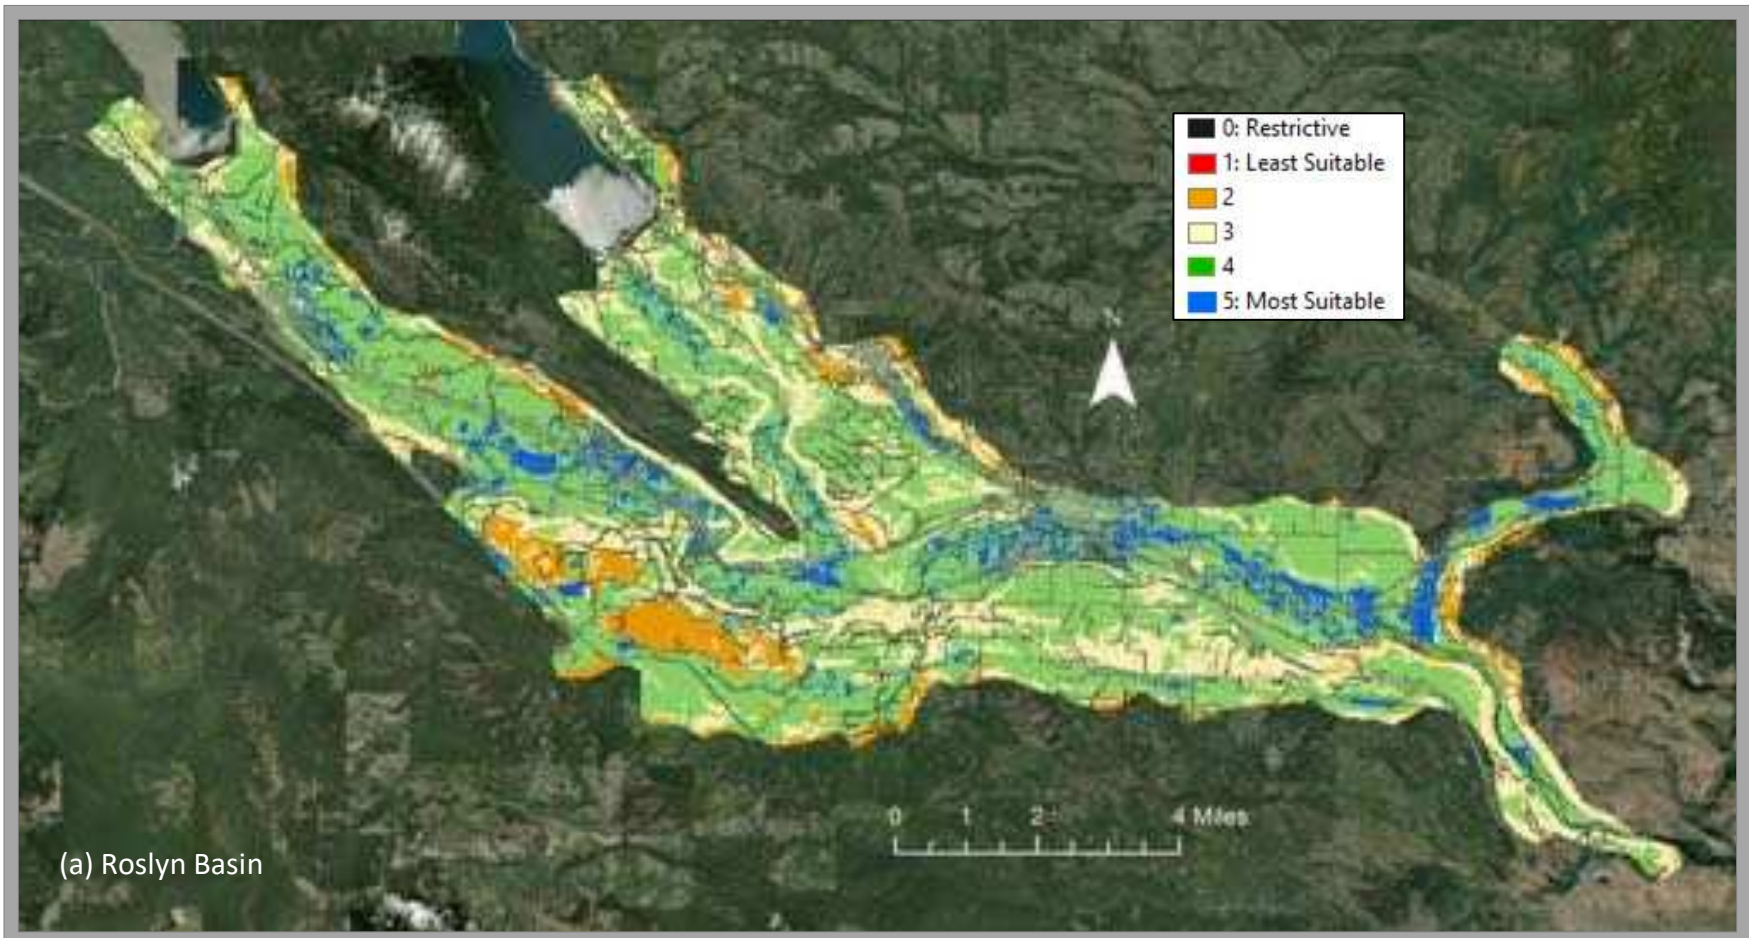 0: Restrictive
1: Least Suitable
2
3
4
5: Most Suitable
N
0 1 2 4 Miles
(a) Roslyn Basin